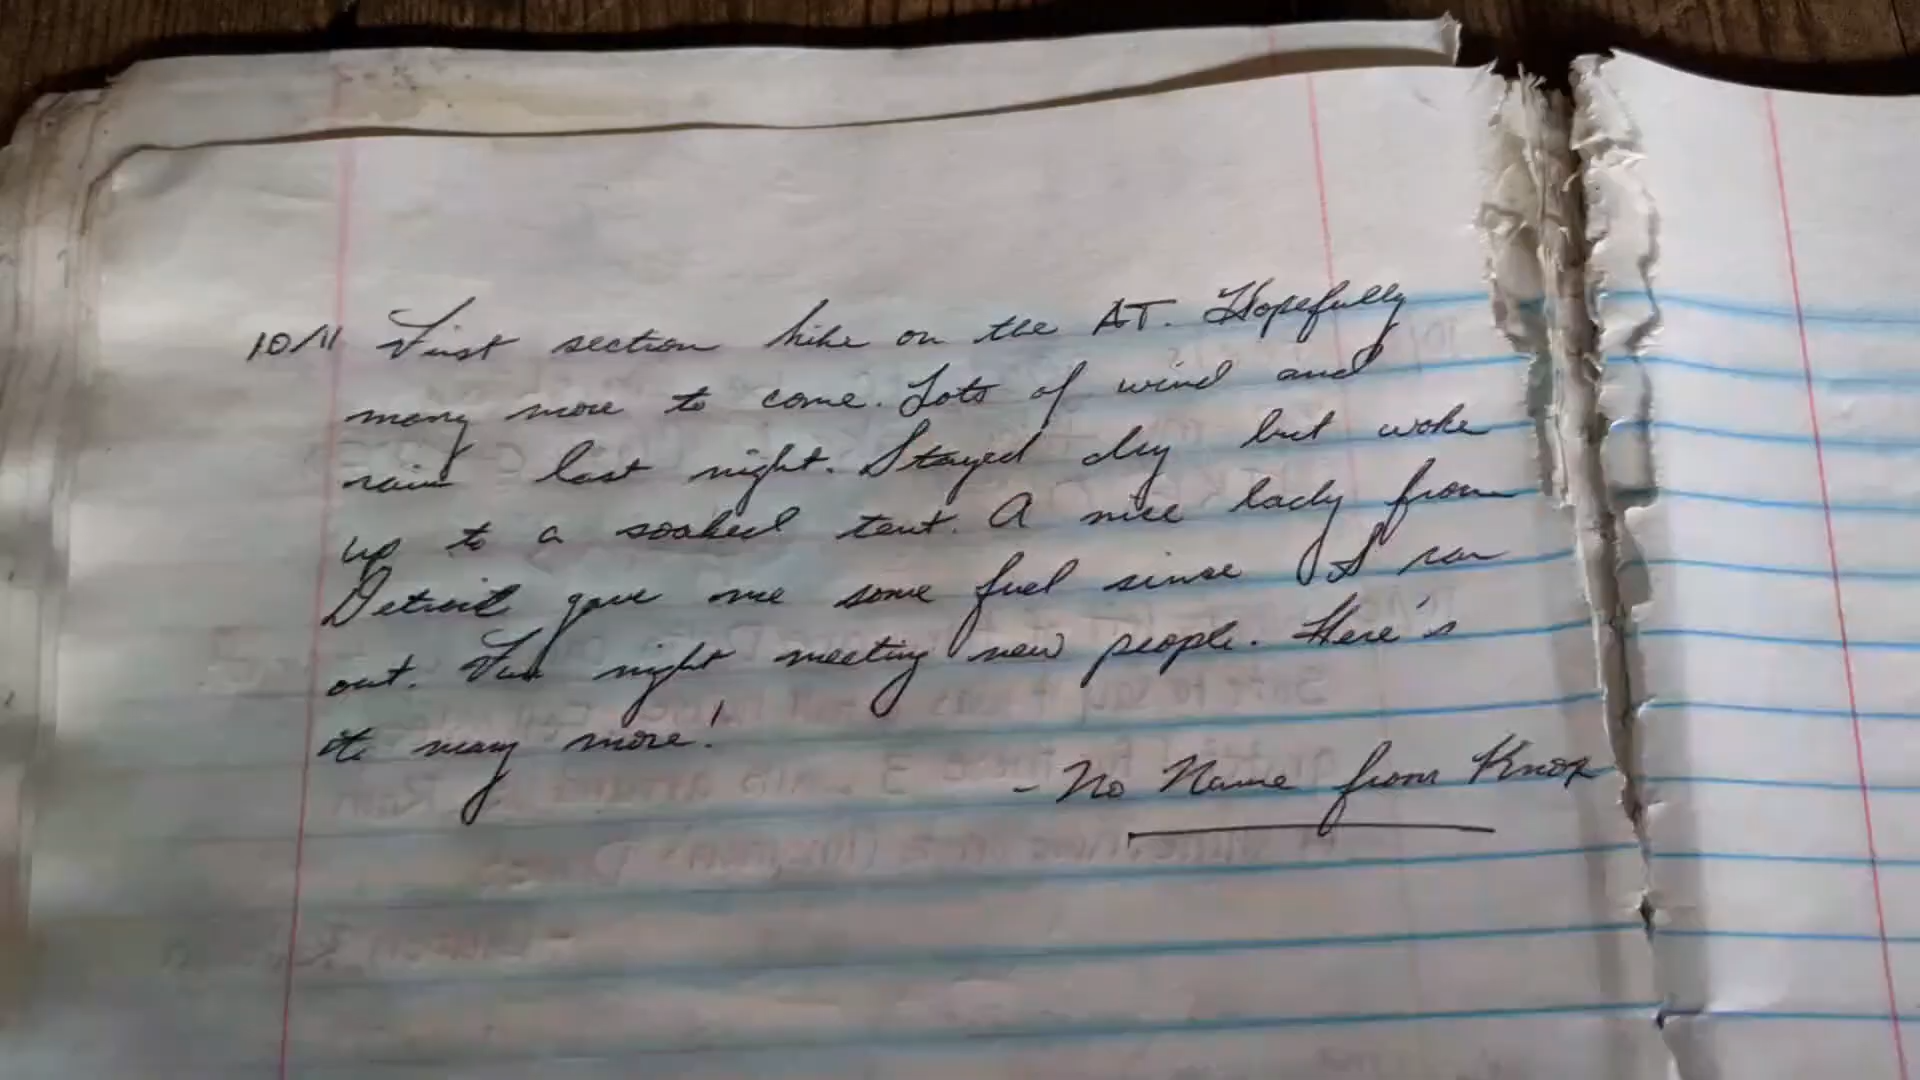 10/11 First section hike on the AT. Hopefully
many more to come. Lots of wind and
rain last night. Stayed dry but woke
up to a soaked tent. A nice lady from
Detroit gave me some fuel since I ran
out. Fun night meeting new people. Here's
to many more!
- No Name from Knox